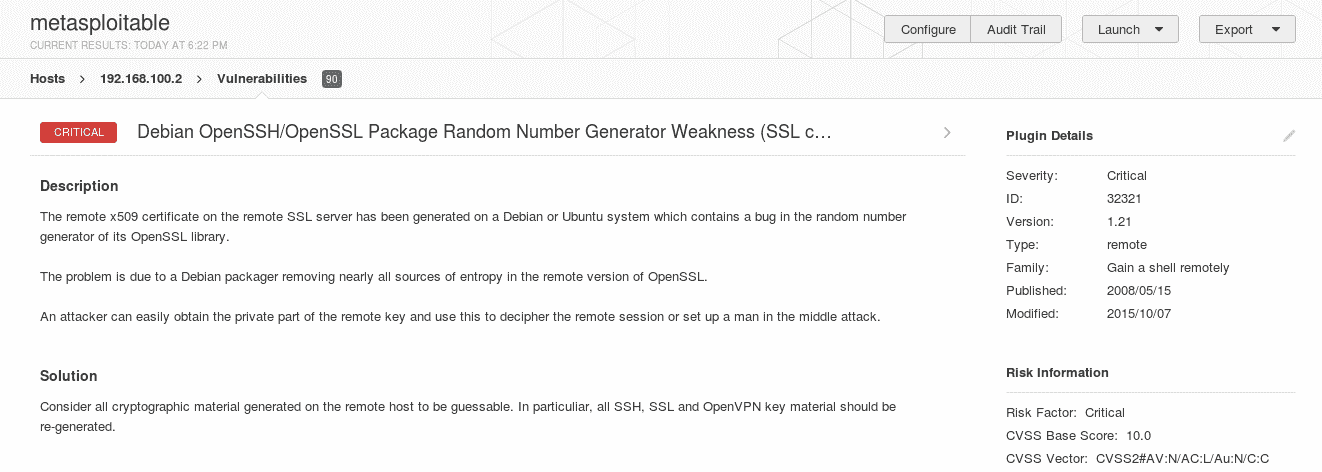 metasploitable
CURRENT RESULTS: TODAY AT 6:22 PM
Configure Audit Trail Launch Export
Hosts > 192.168.100.2 > Vulnerabilities 90
CRITICAL Debian OpenSSH/OpenSSL Package Random Number Generator Weakness (SSL c...
Description
The remote x509 certificate on the remote SSL server has been generated on a Debian or Ubuntu system which contains a bug in the random number
generator of its OpenSSL library.
The problem is due to a Debian packager removing nearly all sources of entropy in the remote version of OpenSSL.
An attacker can easily obtain the private part of the remote key and use this to decipher the remote session or set up a man in the middle attack.
Solution
Consider all cryptographic material generated on the remote host to be guessable. In particuliar, all SSH, SSL and OpenVPN key material should be
re-generated.
Plugin Details
Severity: Critical
ID: 32321
Version: 1.21
Type: remote
Family: Gain a shell remotely
Published: 2008/05/15
Modified: 2015/10/07
Risk Information
Risk Factor: Critical
CVSS Base Score: 10.0
CVSS Vector: CVSS2#AV:N/AC:L/Au:N/C:C